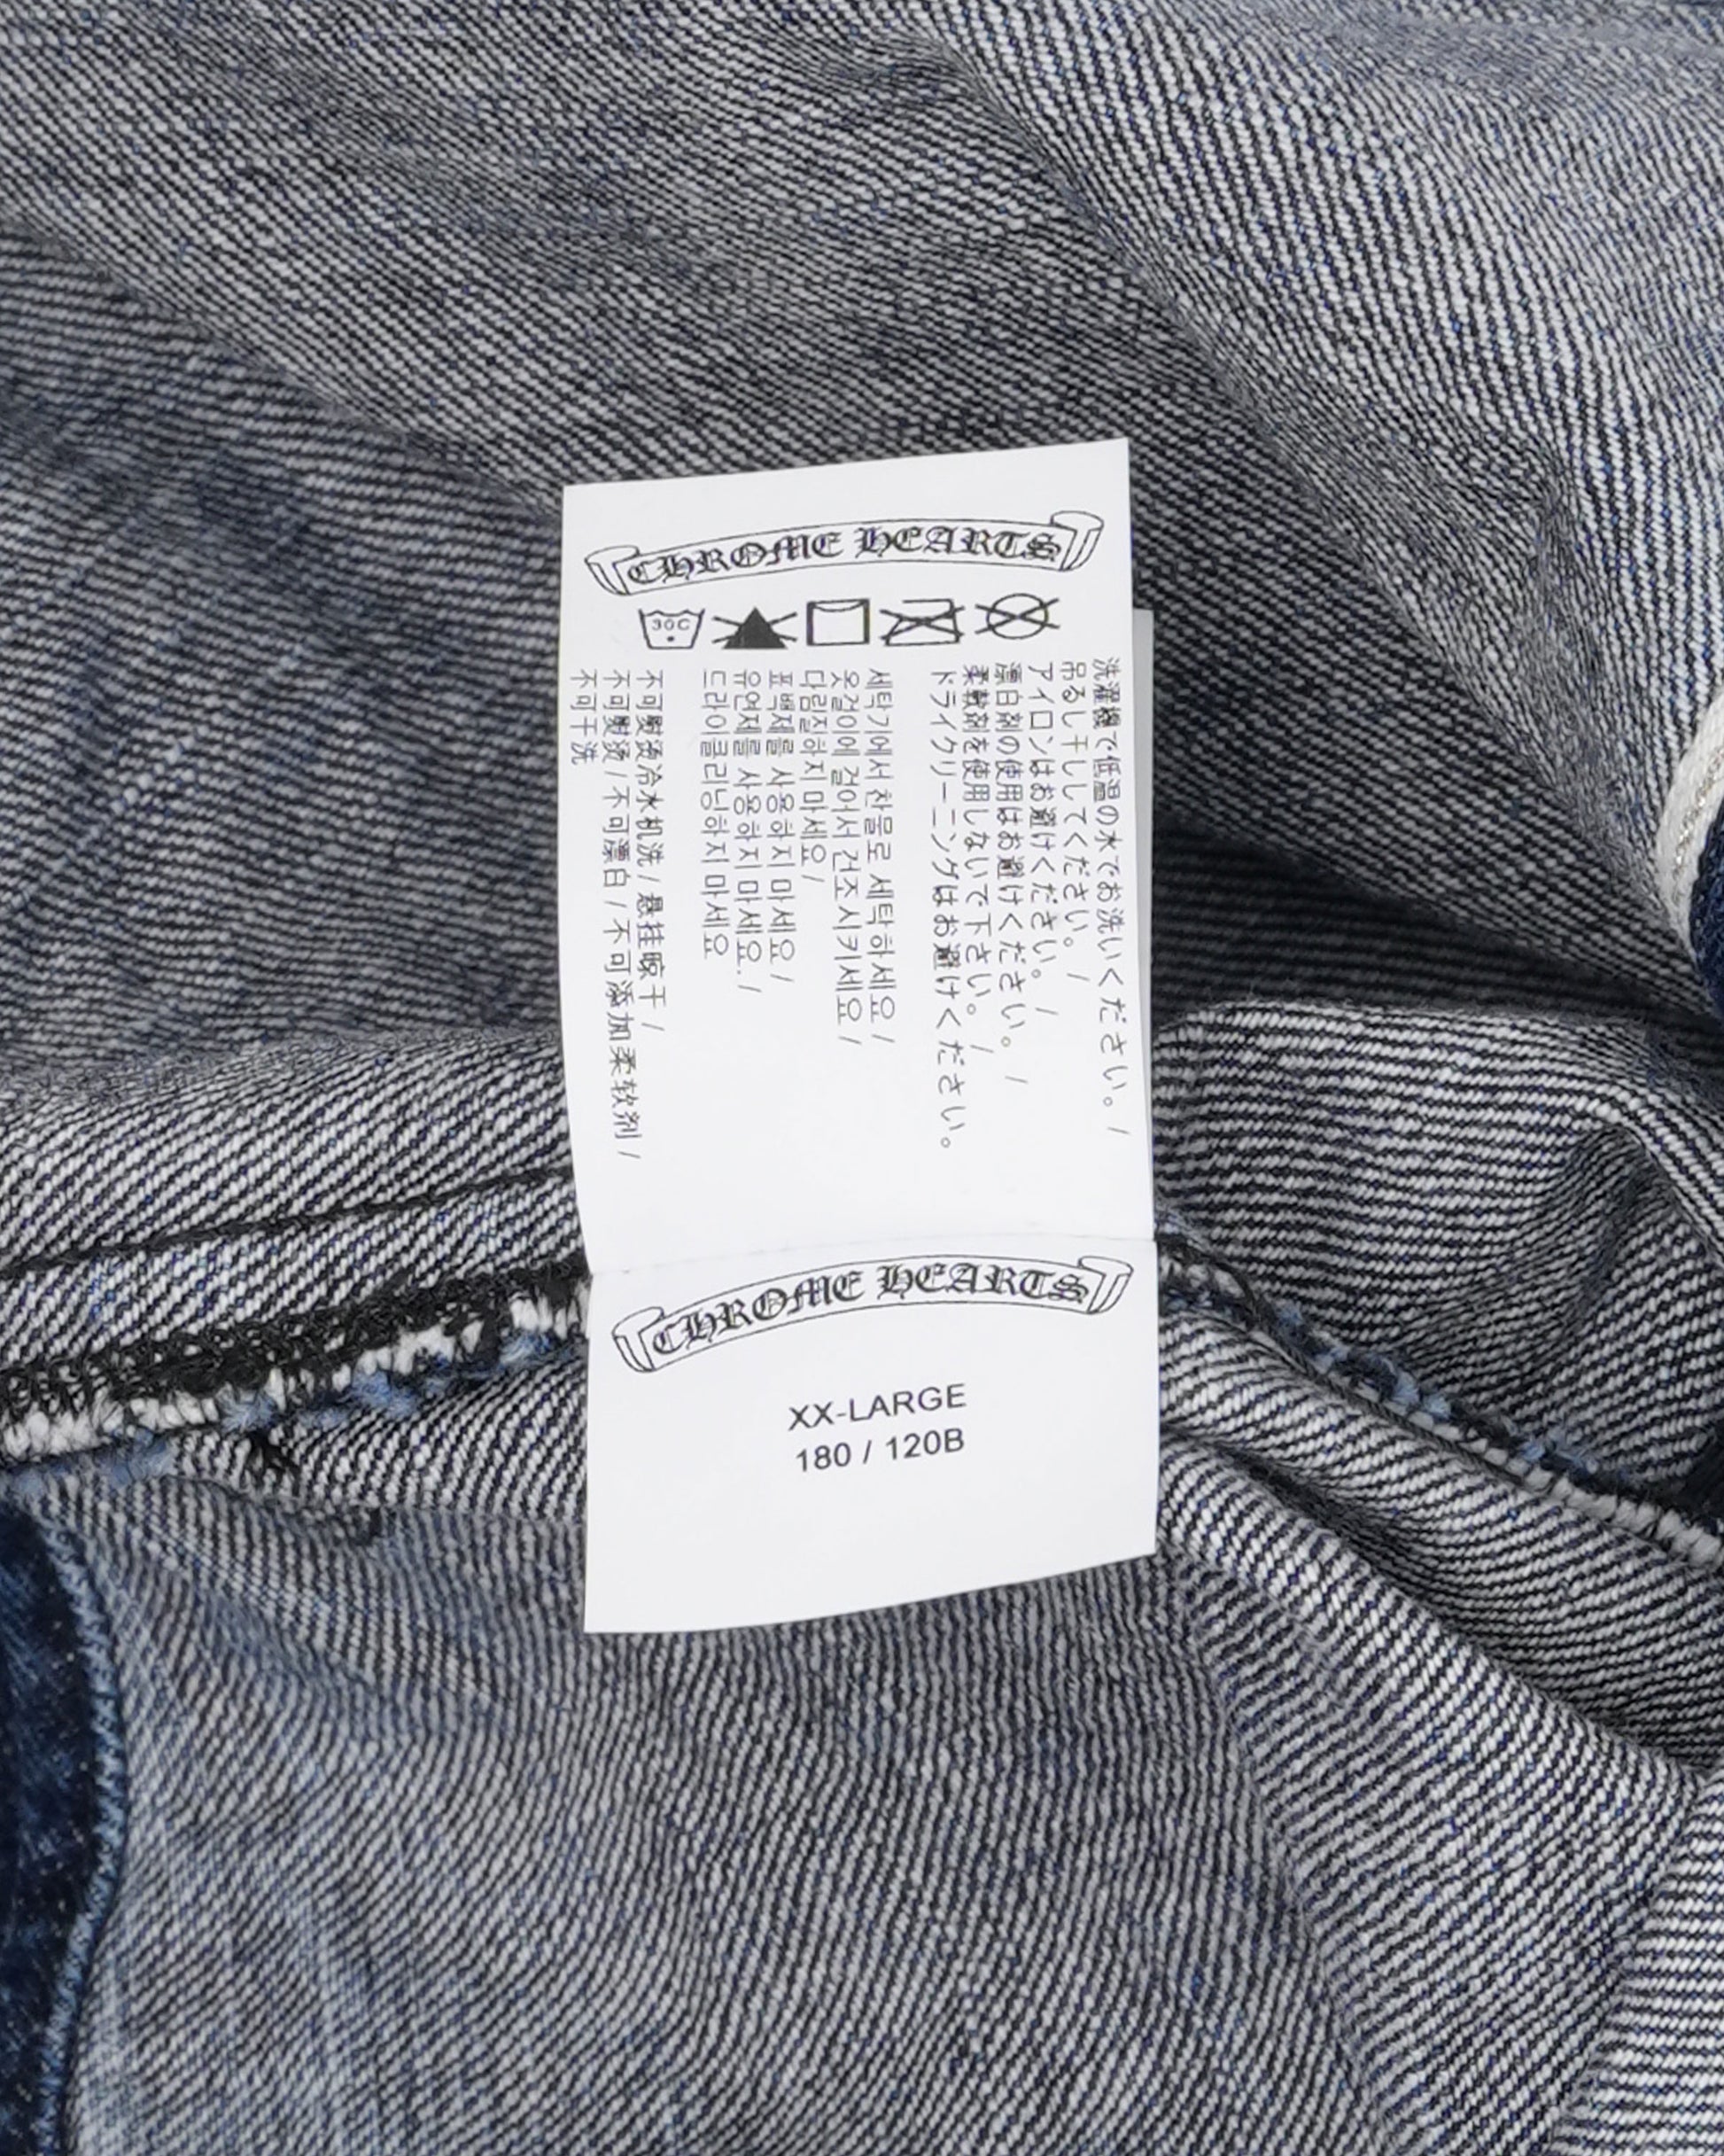 CHROME HEARTS
30C
洗濯機で低温の水でお洗いください。/
吊るし干ししてください。/
アイロンはお避けください。/
漂白剤の使用はお避けください。/
柔軟剤を使用しないで下さい。/
ドライクリーニングはお避けください。
세탁기에서 찬물로 세탁하세요 /
옷걸이에 걸어서 건조시키세요 /
다림질하지 마세요 /
표백제를 사용하지 마세요 /
유연제를 사용하지 마세요. /
드라이클리닝하지 마세요
不可熨烫冷水机洗 / 悬挂晾干 /
不可熨烫 / 不可漂白 / 不可添加柔软剂 /
不可干洗
CHROME HEARTS
XX-LARGE
180 / 120B